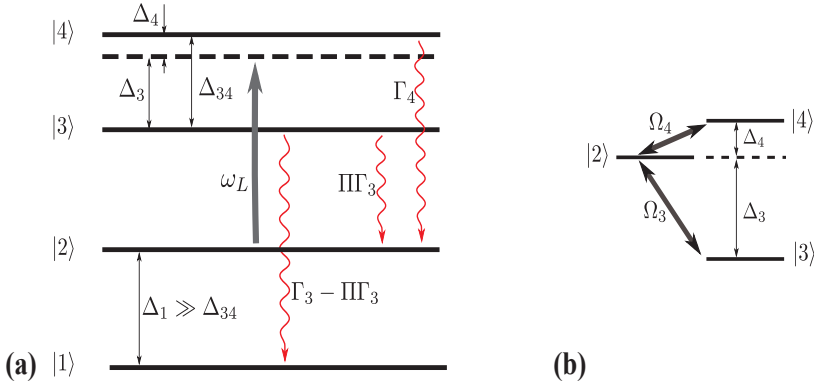 |4⟩
Δ₄
Δ₃
Δ₃₄
Γ₄
|3⟩
ω_L
ΠΓ₃
|2⟩
Δ₁ ≫ Δ₃₄
Γ₃ − ΠΓ₃
(a)
|1⟩
|4⟩
Ω₄
Δ₄
|2⟩
Ω₃
Δ₃
|3⟩
(b)